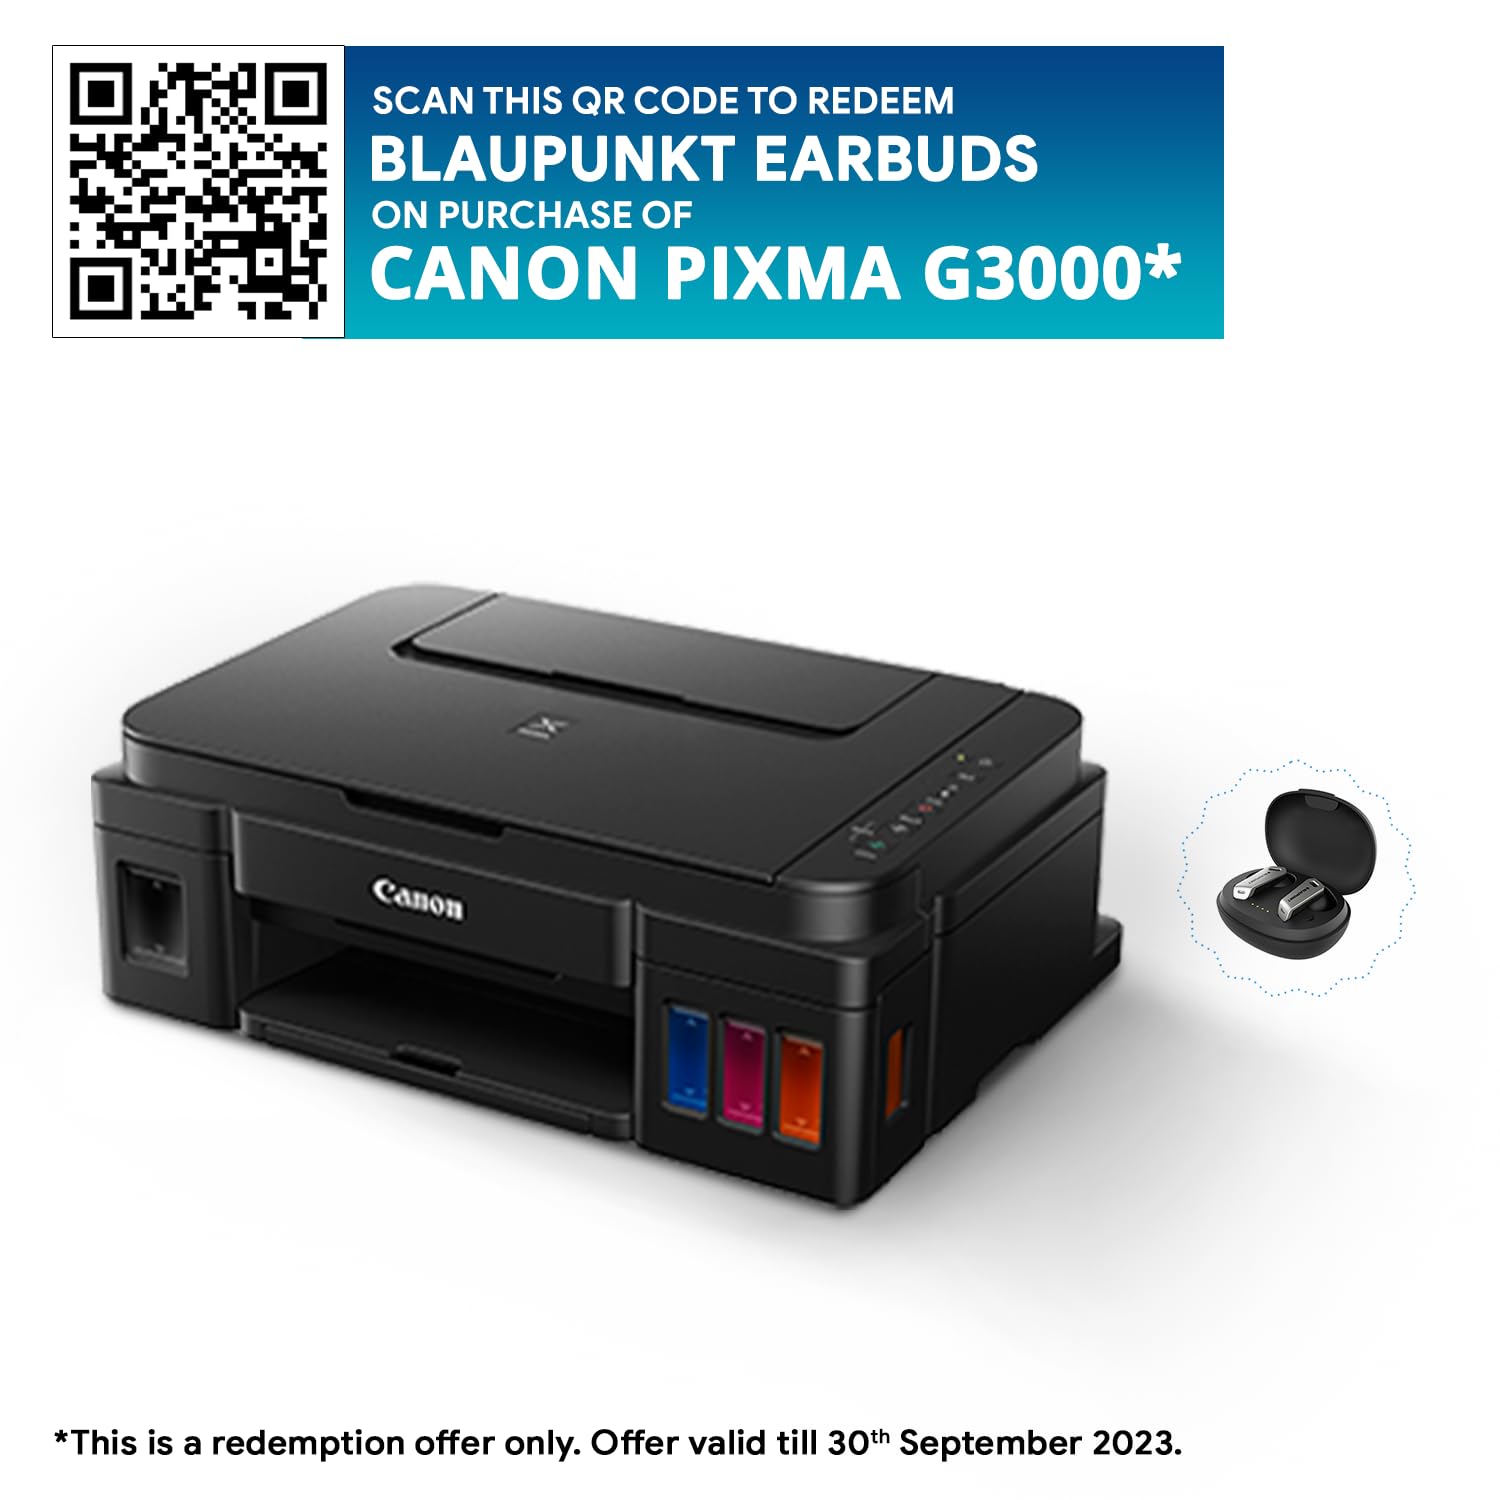 SCAN THIS QR CODE TO REDEEM
BLAUPUNKT EARBUDS
ON PURCHASE OF
CANON PIXMA G3000*
Canon
*This is a redemption offer only. Offer valid till 30th September 2023.